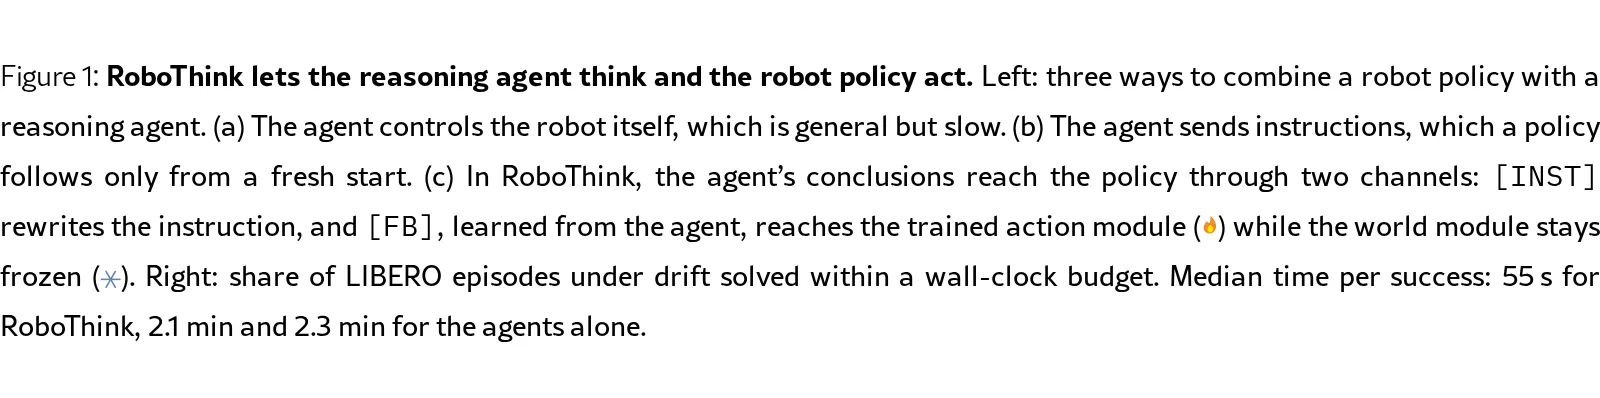 Figure 1: RoboThink lets the reasoning agent think and the robot policy act. Left: three ways to combine a robot policy with a
reasoning agent. (a) The agent controls the robot itself, which is general but slow. (b) The agent sends instructions, which a policy
follows only from a fresh start. (c) In RoboThink, the agent’s conclusions reach the policy through two channels: [INST]
rewrites the instruction, and [FB], learned from the agent, reaches the trained action module (🔥) while the world module stays
frozen (✳). Right: share of LIBERO episodes under drift solved within a wall-clock budget. Median time per success: 55 s for
RoboThink, 2.1 min and 2.3 min for the agents alone.